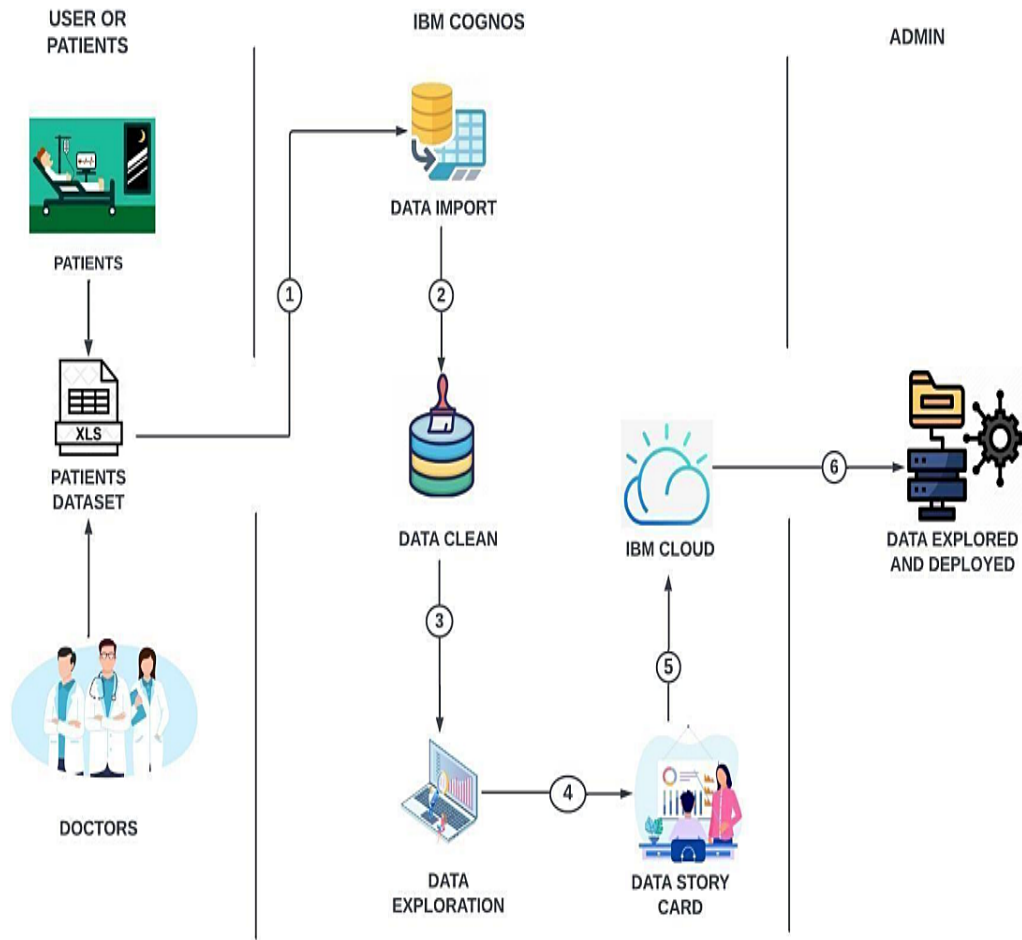 USER OR
PATIENTS
IBM COGNOS
ADMIN
PATIENTS
XLS
PATIENTS
DATASET
DOCTORS
1
DATA IMPORT
2
DATA CLEAN
3
DATA
EXPLORATION
4
DATA STORY
CARD
5
IBM CLOUD
6
DATA EXPLORED
AND DEPLOYED